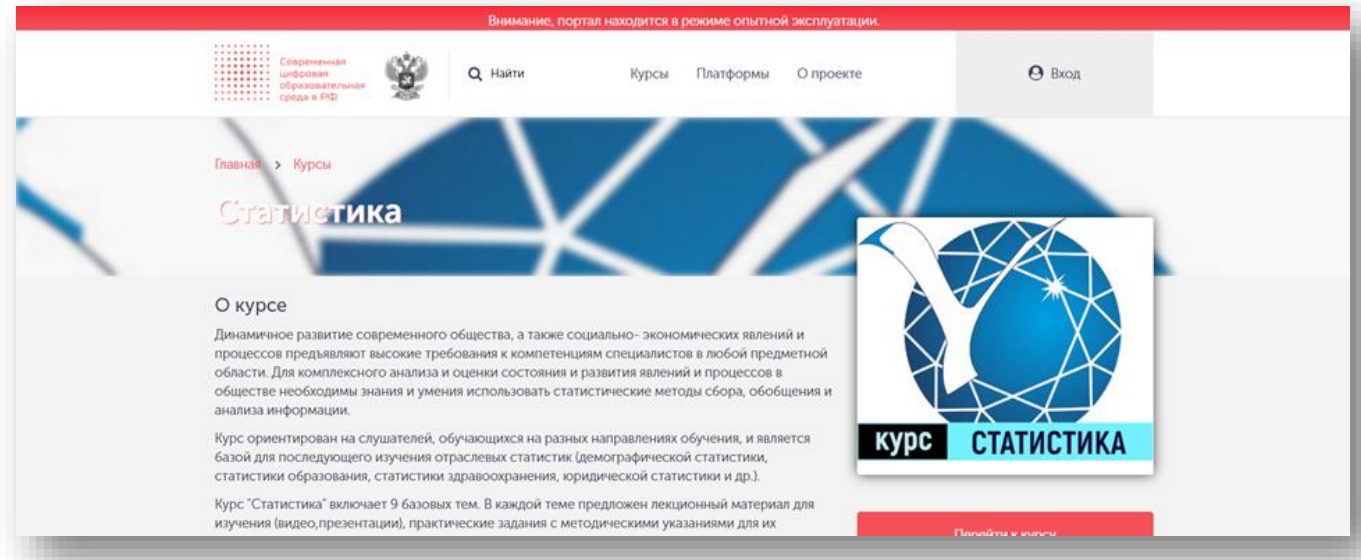 Внимание, портал находится в режиме опытной эксплуатации.
Современная
цифровая
образовательная
среда в РФ
Найти
Курсы Платформы О проекте
Вход
Главная > Курсы
Статистика
О курсе
Динамичное развитие современного общества, а также социально- экономических явлений и
процессов предъявляют высокие требования к компетенциям специалистов в любой предметной
области. Для комплексного анализа и оценки состояния и развития явлений и процессов в
обществе необходимы знания и умения использовать статистические методы сбора, обобщения и
анализа информации.
Курс ориентирован на слушателей, обучающихся на разных направлениях обучения, и является
базой для последующего изучения отраслевых статистик (демографической статистики,
статистики образования, статистики здравоохранения, юридической статистики и др.).
Курс "Статистика" включает 9 базовых тем. В каждой теме предложен лекционный материал для
изучения (видео,презентации), практические задания с методическими указаниями для их
КУРС СТАТИСТИКА
Перейти к курсу